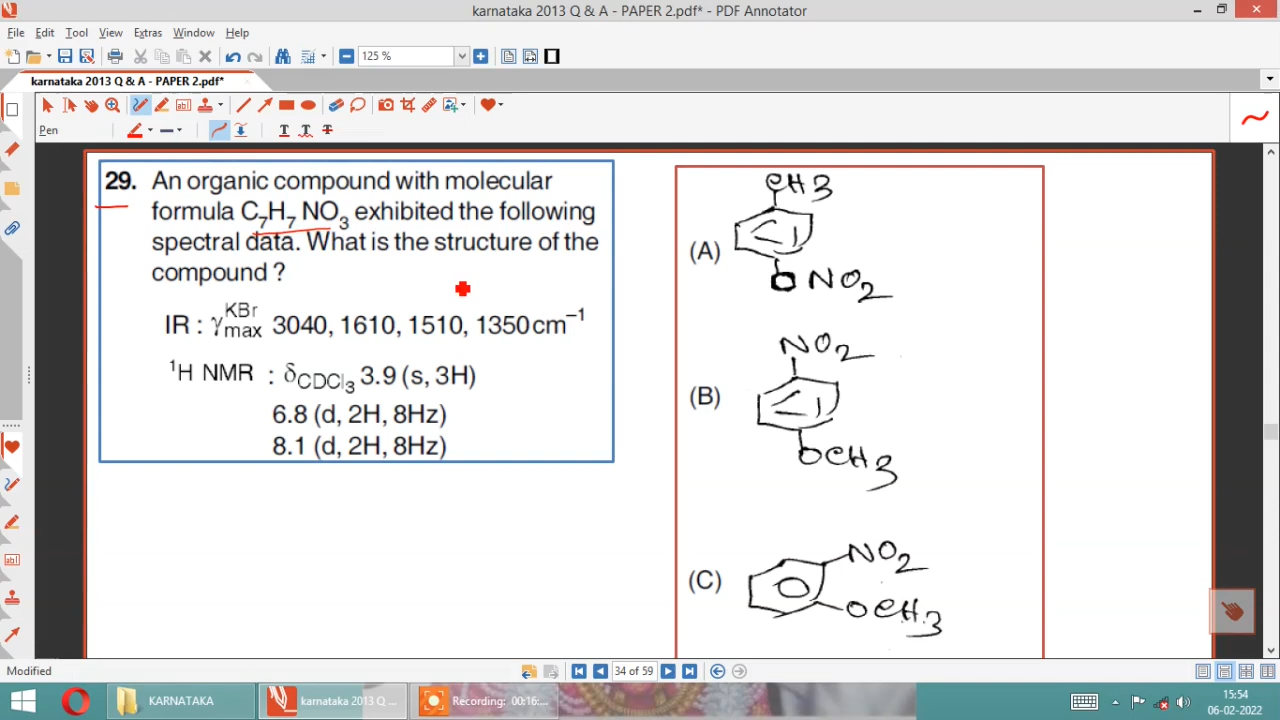 karnataka 2013 Q & A - PAPER 2.pdf* - PDF Annotator
File Edit Tool View Extras Window Help
125 %
karnataka 2013 Q & A - PAPER 2.pdf*
Pen
29. An organic compound with molecular
formula C₇H₇ NO₃ exhibited the following
spectral data. What is the structure of the
compound ?
IR : γ max KBr 3040, 1610, 1510, 1350 cm⁻¹
¹H NMR : δ CDCl₃ 3.9 (s, 3H)
6.8 (d, 2H, 8Hz)
8.1 (d, 2H, 8Hz)
CH3
(A)
O NO2
NO2
(B)
OCH3
NO2
(C)
OCH3
Modified
34 of 59
KARNATAKA
karnataka 2013 Q ...
Recording: 00:16:...
15:54
06-02-2022